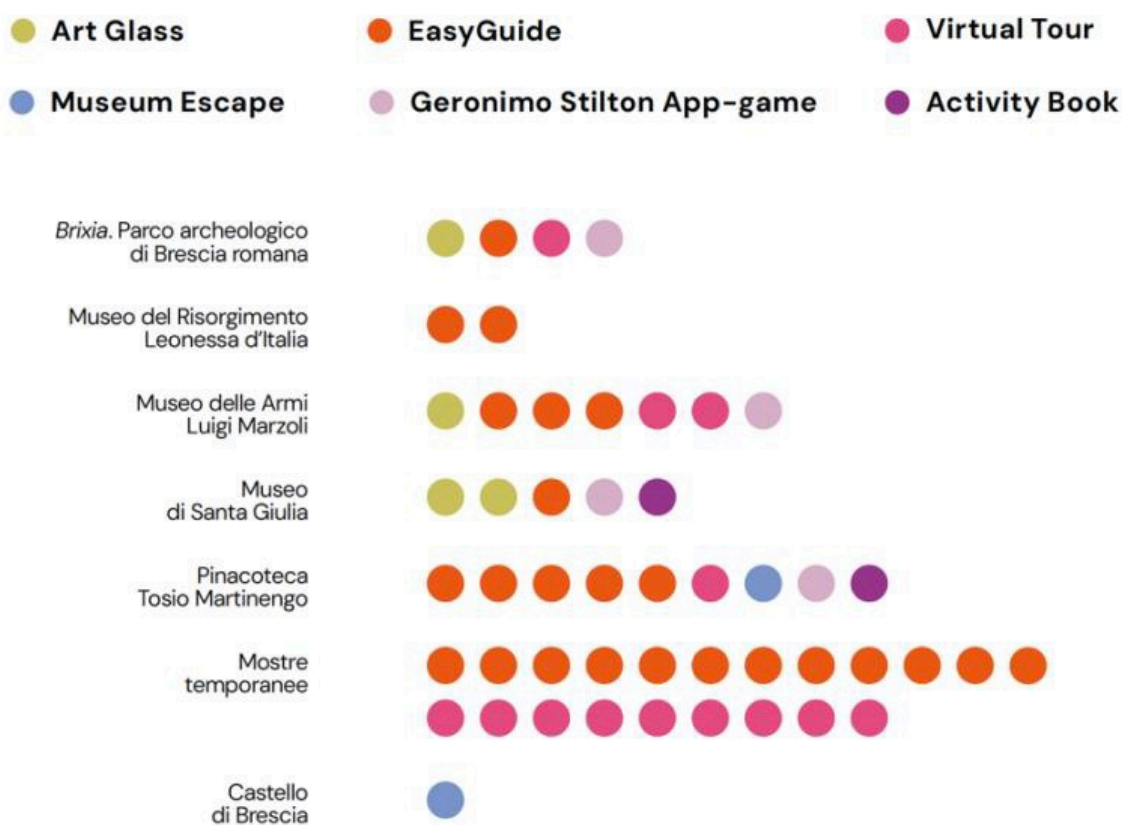 Art Glass
EasyGuide
Virtual Tour
Museum Escape
Geronimo Stilton App-game
Activity Book
Brixia. Parco archeologico
di Brescia romana
Museo del Risorgimento
Leonessa d'Italia
Museo delle Armi
Luigi Marzoli
Museo
di Santa Giulia
Pinacoteca
Tosio Martinengo
Mostre
temporanee
Castello
di Brescia